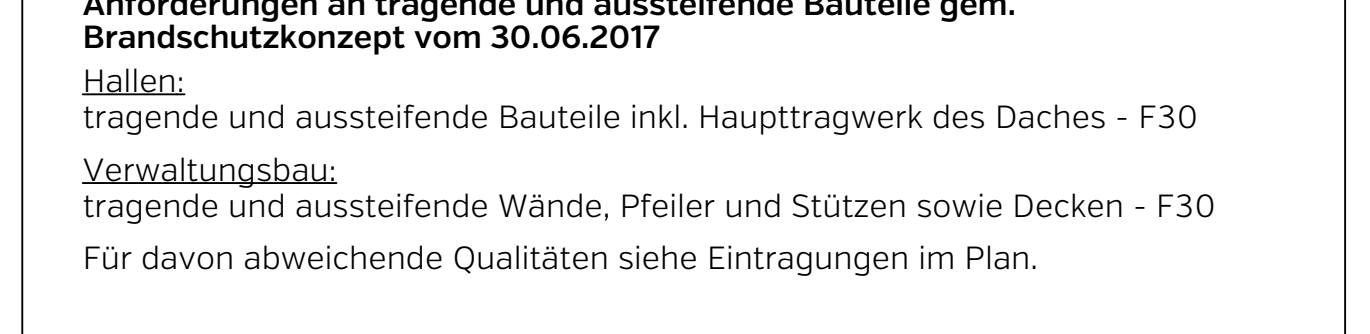 Anforderungen an tragende und aussteifende Bauteile gem.
Brandschutzkonzept vom 30.06.2017
Hallen:
tragende und aussteifende Bauteile inkl. Haupttragwerk des Daches - F30
Verwaltungsbau:
tragende und aussteifende Wände, Pfeiler und Stützen sowie Decken - F30
Für davon abweichende Qualitäten siehe Eintragungen im Plan.